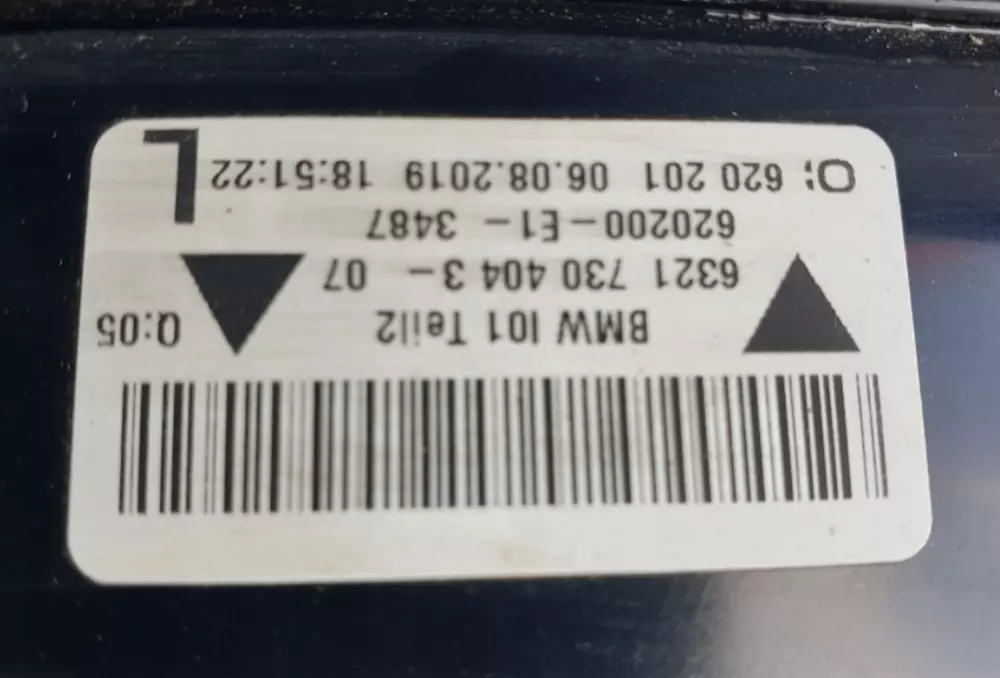 BMW I01 Teil2 Q:05
6321 730 404 3- 07
620200-E1- 3487
O: 620 201 06.08.2019 18:51:22
L